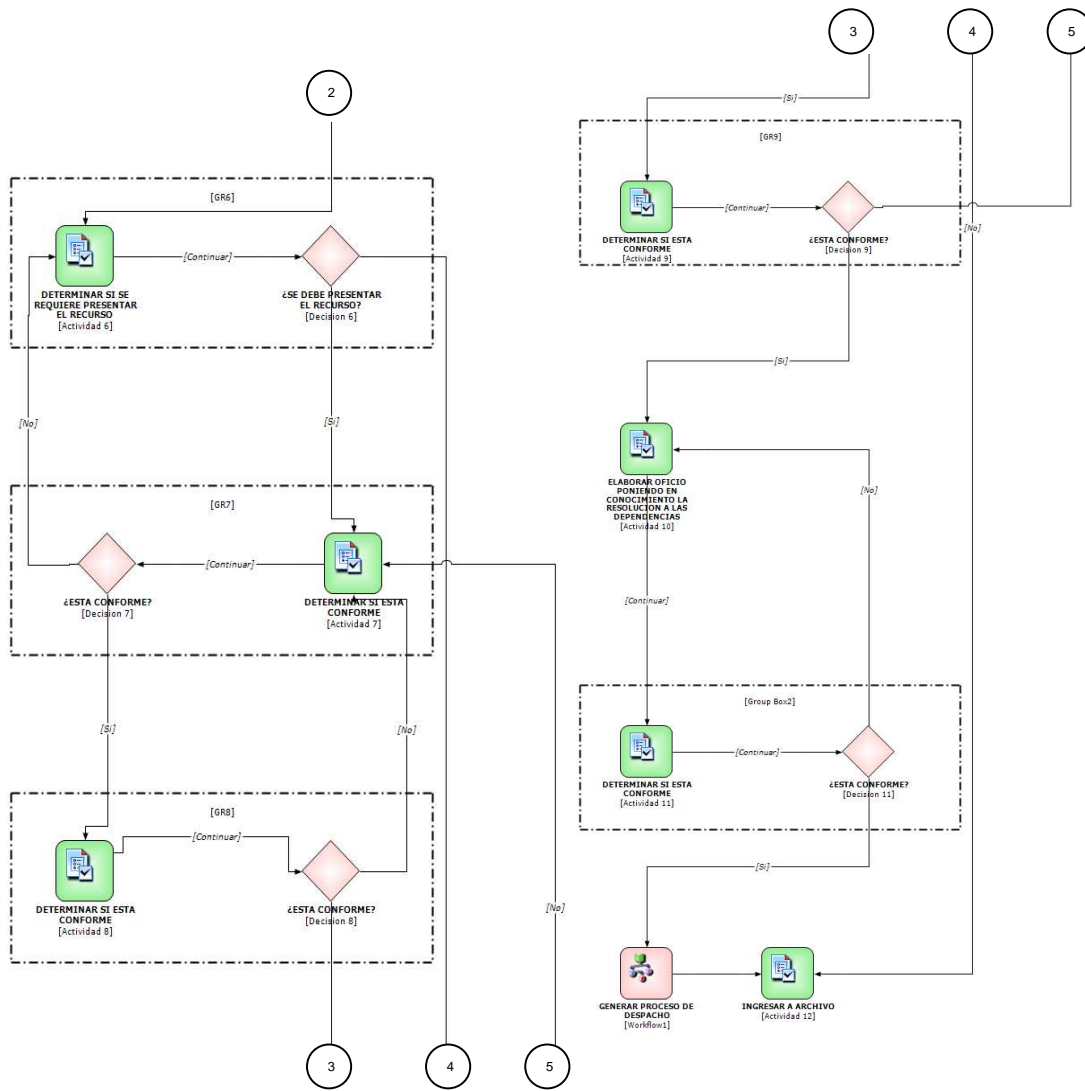 2
[GR6]
[Continuar]
DETERMINAR SI SE
REQUIERE PRESENTAR
EL RECURSO
[Actividad 6]
¿SE DEBE PRESENTAR
EL RECURSO?
[Decision 6]
[No]
[Si]
[GR7]
[Continuar]
¿ESTA CONFORME?
[Decision 7]
DETERMINAR SI ESTA
CONFORME
[Actividad 7]
[Si]
[No]
[GR8]
[Continuar]
DETERMINAR SI ESTA
CONFORME
[Actividad 8]
¿ESTA CONFORME?
[Decision 8]
[No]
3
4
5
3
4
5
[Si]
[GR9]
[Continuar]
[No]
DETERMINAR SI ESTA
CONFORME
[Actividad 9]
¿ESTA CONFORME?
[Decision 9]
[Si]
ELABORAR OFICIO
PONIENDO EN
CONOCIMIENTO LA
RESOLUCION A LAS
DEPENDENCIAS
[Actividad 10]
[No]
[Continuar]
[Group Box2]
[Continuar]
DETERMINAR SI ESTA
CONFORME
[Actividad 11]
¿ESTA CONFORME?
[Decision 11]
[Si]
GENERAR PROCESO DE
DESPACHO
[Workflow1]
INGRESAR A ARCHIVO
[Actividad 12]